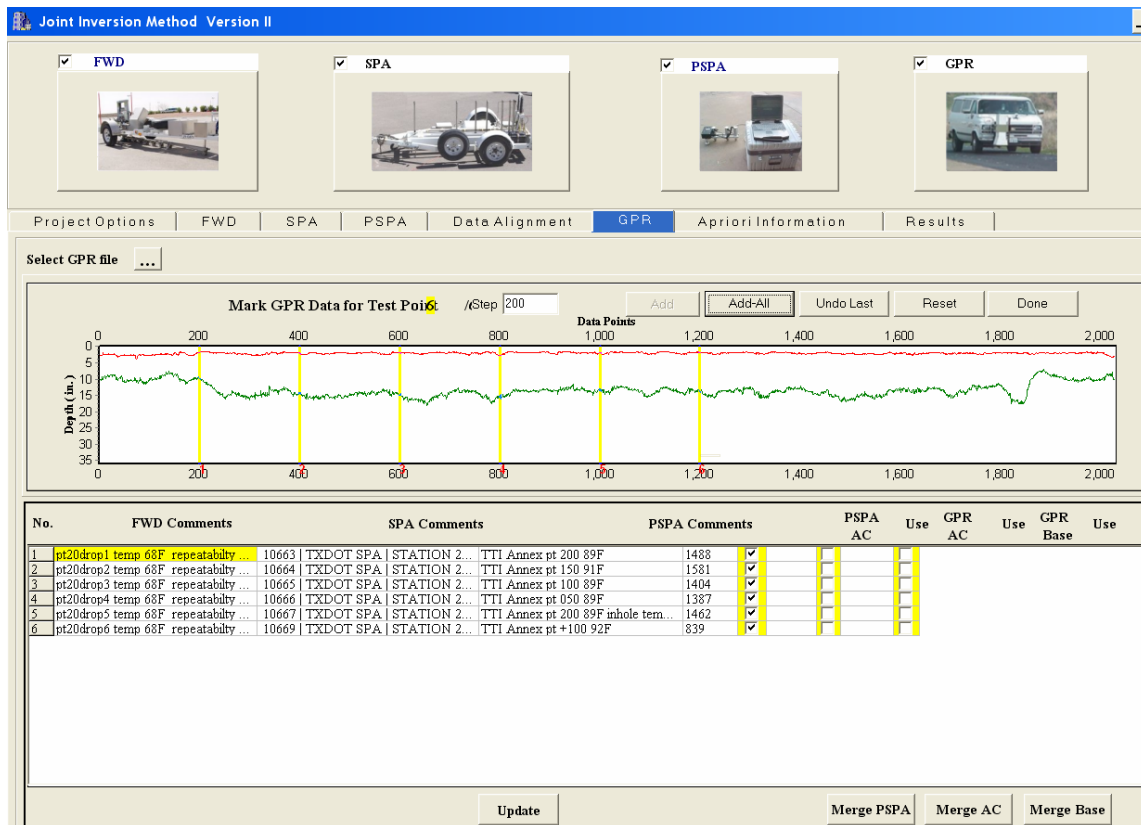 Joint Inversion Method Version II
FWD SPA PSPA GPR
Project Options FWD SPA PSPA Data Alignment GPR Apriori Information Results
Select GPR file ...
Mark GPR Data for Test Point 6 /6 Step 200 Add Add-All Undo Last Reset Done
Data Points
0 200 400 600 800 1,000 1,200 1,400 1,600 1,800 2,000
Depth (in.)
0
5
10
15
20
25
30
35
1 2 3 4 5 6
0 200 400 600 800 1,000 1,200 1,400 1,600 1,800 2,000
No. FWD Comments SPA Comments PSPA Comments PSPA AC Use GPR AC Use GPR Base Use
1 pt20drop1 temp 68F repeatabilty ... 10663 | TXDOT SPA | STATION 2... TTI Annex pt 200 89F 1488
2 pt20drop2 temp 68F repeatabilty ... 10664 | TXDOT SPA | STATION 2... TTI Annex pt 150 91F 1581
3 pt20drop3 temp 68F repeatabilty ... 10665 | TXDOT SPA | STATION 2... TTI Annex pt 100 89F 1404
4 pt20drop4 temp 68F repeatabilty ... 10666 | TXDOT SPA | STATION 2... TTI Annex pt 050 89F 1387
5 pt20drop5 temp 68F repeatabilty ... 10667 | TXDOT SPA | STATION 2... TTI Annex pt 200 89F inhole tem... 1462
6 pt20drop6 temp 68F repeatabilty ... 10669 | TXDOT SPA | STATION 2... TTI Annex pt +100 92F 839
Update Merge PSPA Merge AC Merge Base